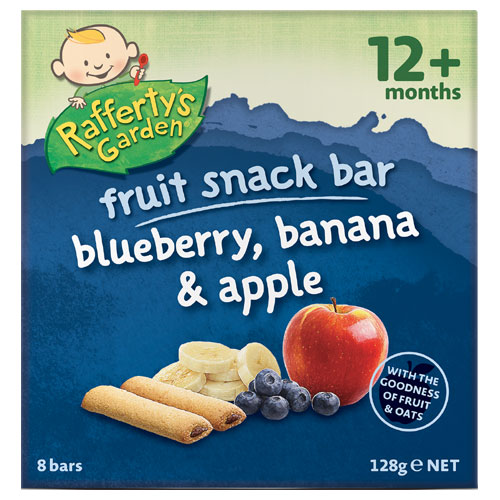 Rafferty's
Garden
12+
months
fruit snack bar
blueberry, banana
& apple
WITH THE
GOODNESS
OF FRUIT
& OATS
8 bars
128g e NET